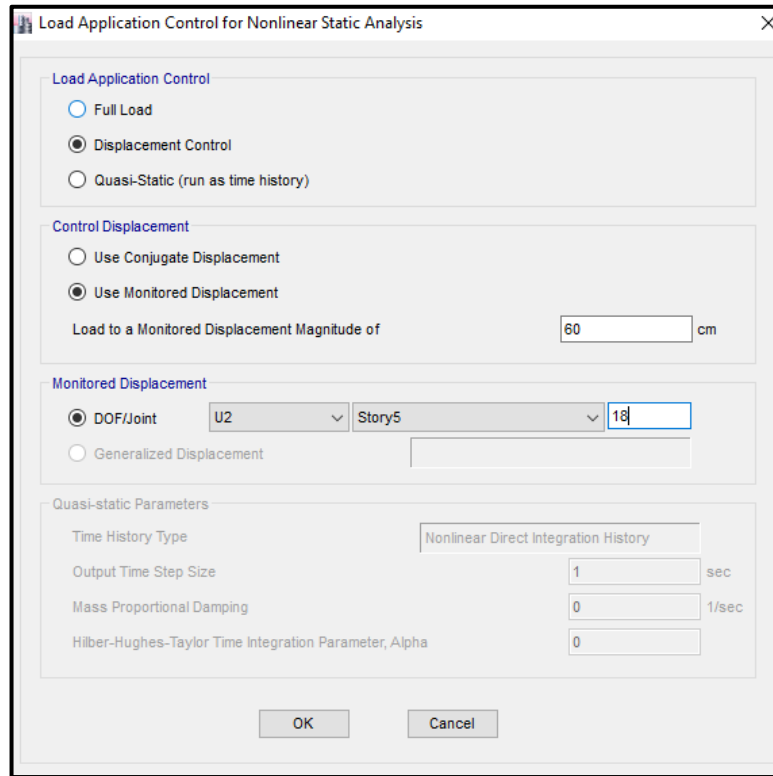 Load Application Control for Nonlinear Static Analysis
Load Application Control
Full Load
Displacement Control
Quasi-Static (run as time history)
Control Displacement
Use Conjugate Displacement
Use Monitored Displacement
Load to a Monitored Displacement Magnitude of 60 cm
Monitored Displacement
DOF/Joint U2 Story5 18
Generalized Displacement
Quasi-static Parameters
Time History Type Nonlinear Direct Integration History
Output Time Step Size 1 sec
Mass Proportional Damping 0 1/sec
Hilber-Hughes-Taylor Time Integration Parameter, Alpha 0
OK Cancel